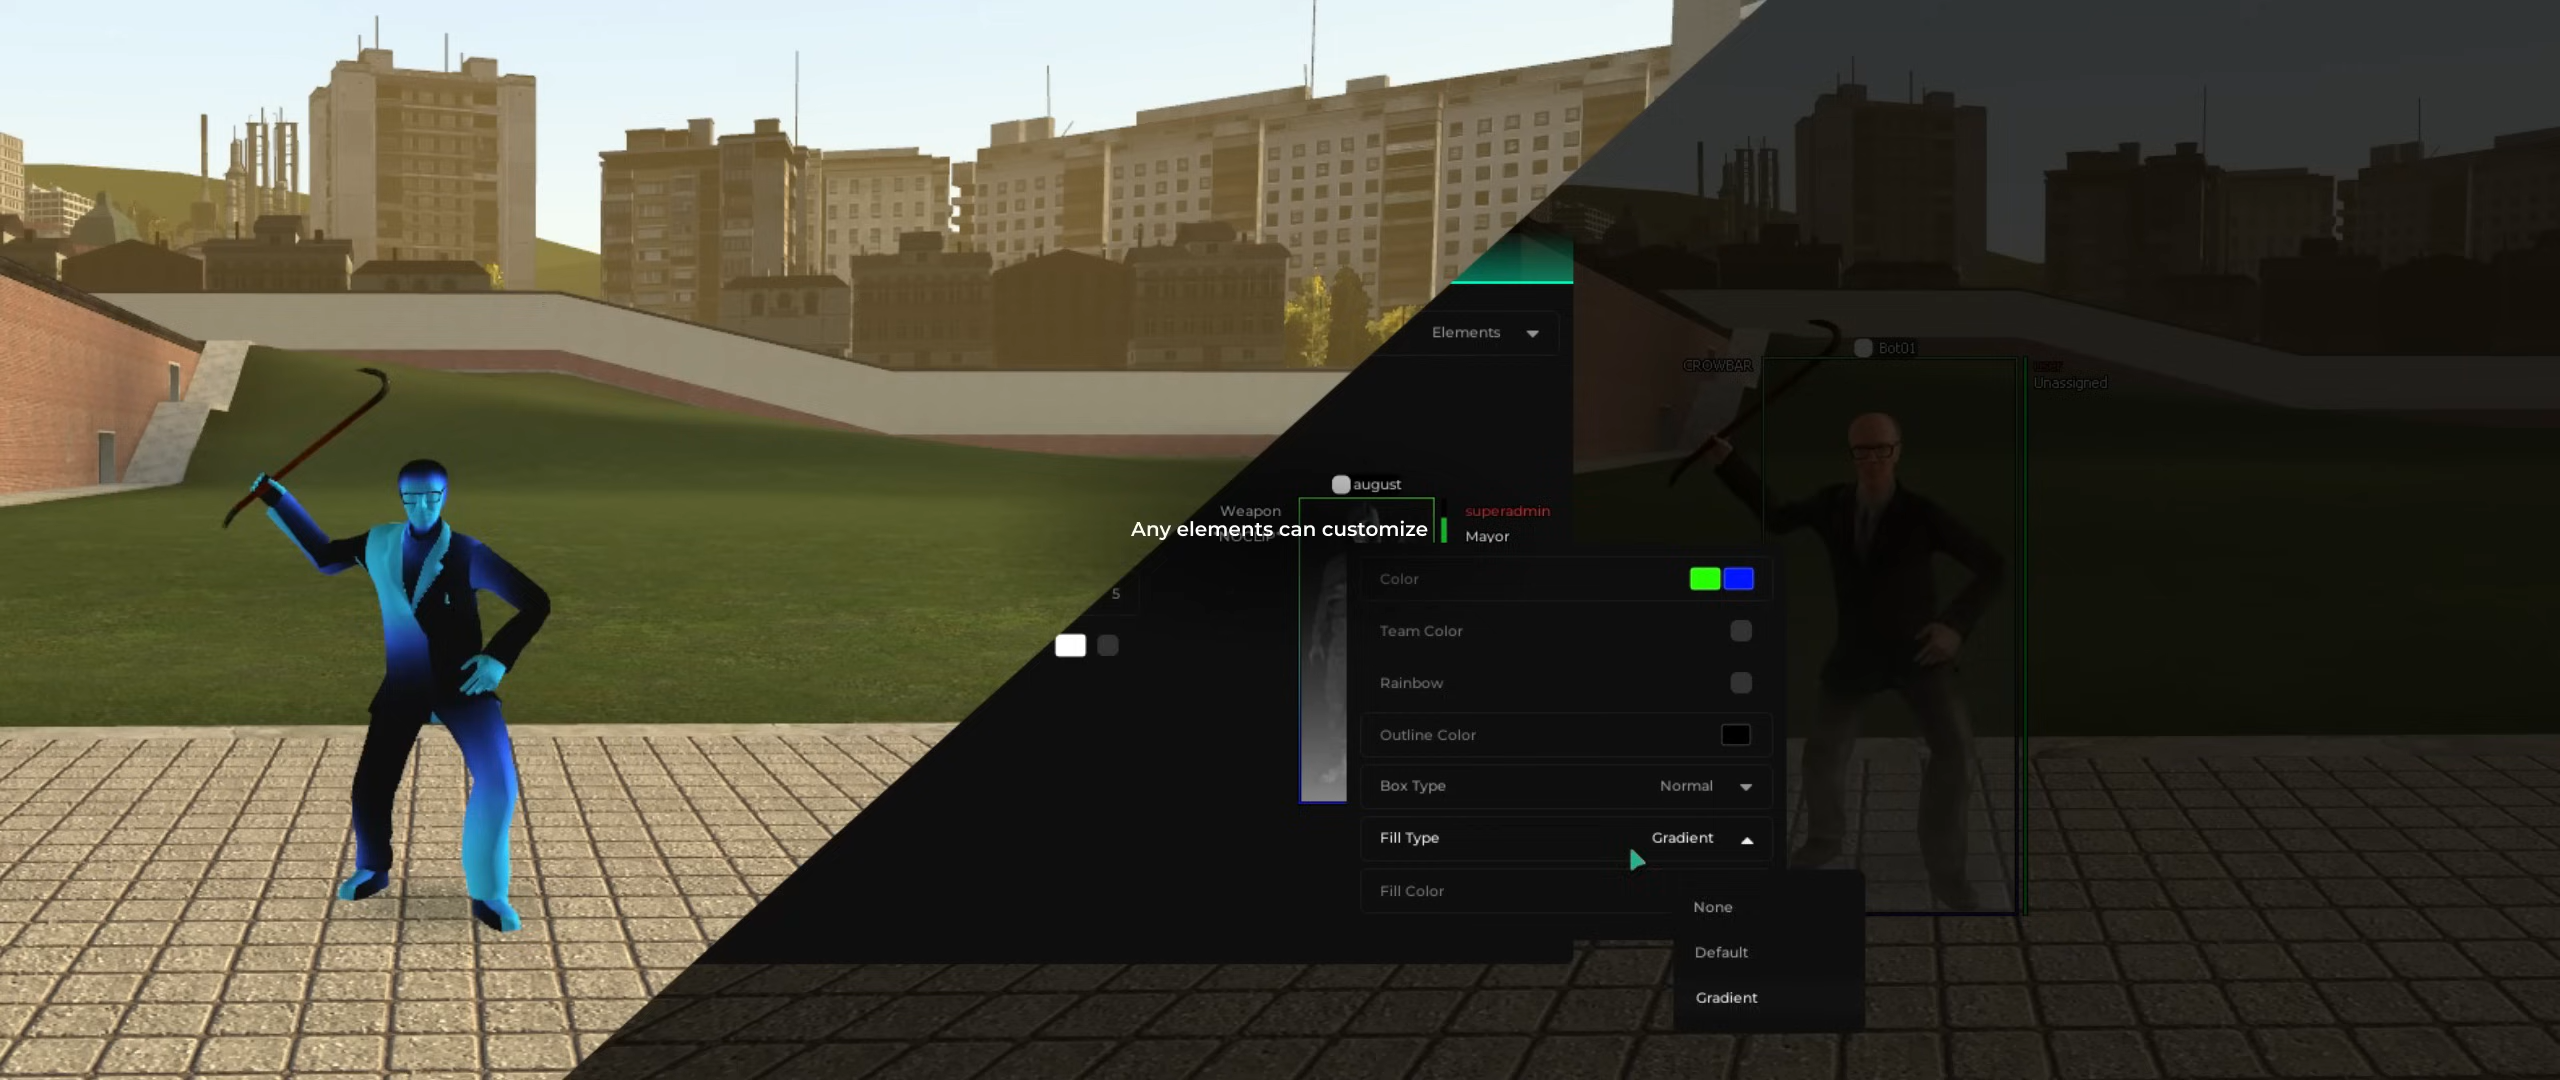 Elements
Bot01
CROWBAR
Unassigned
august
Weapon
superadmin
Any elements can customize
Mayor
Color
5
Team Color
Rainbow
Outline Color
Box Type
Normal
Fill Type
Gradient
Fill Color
None
Default
Gradient